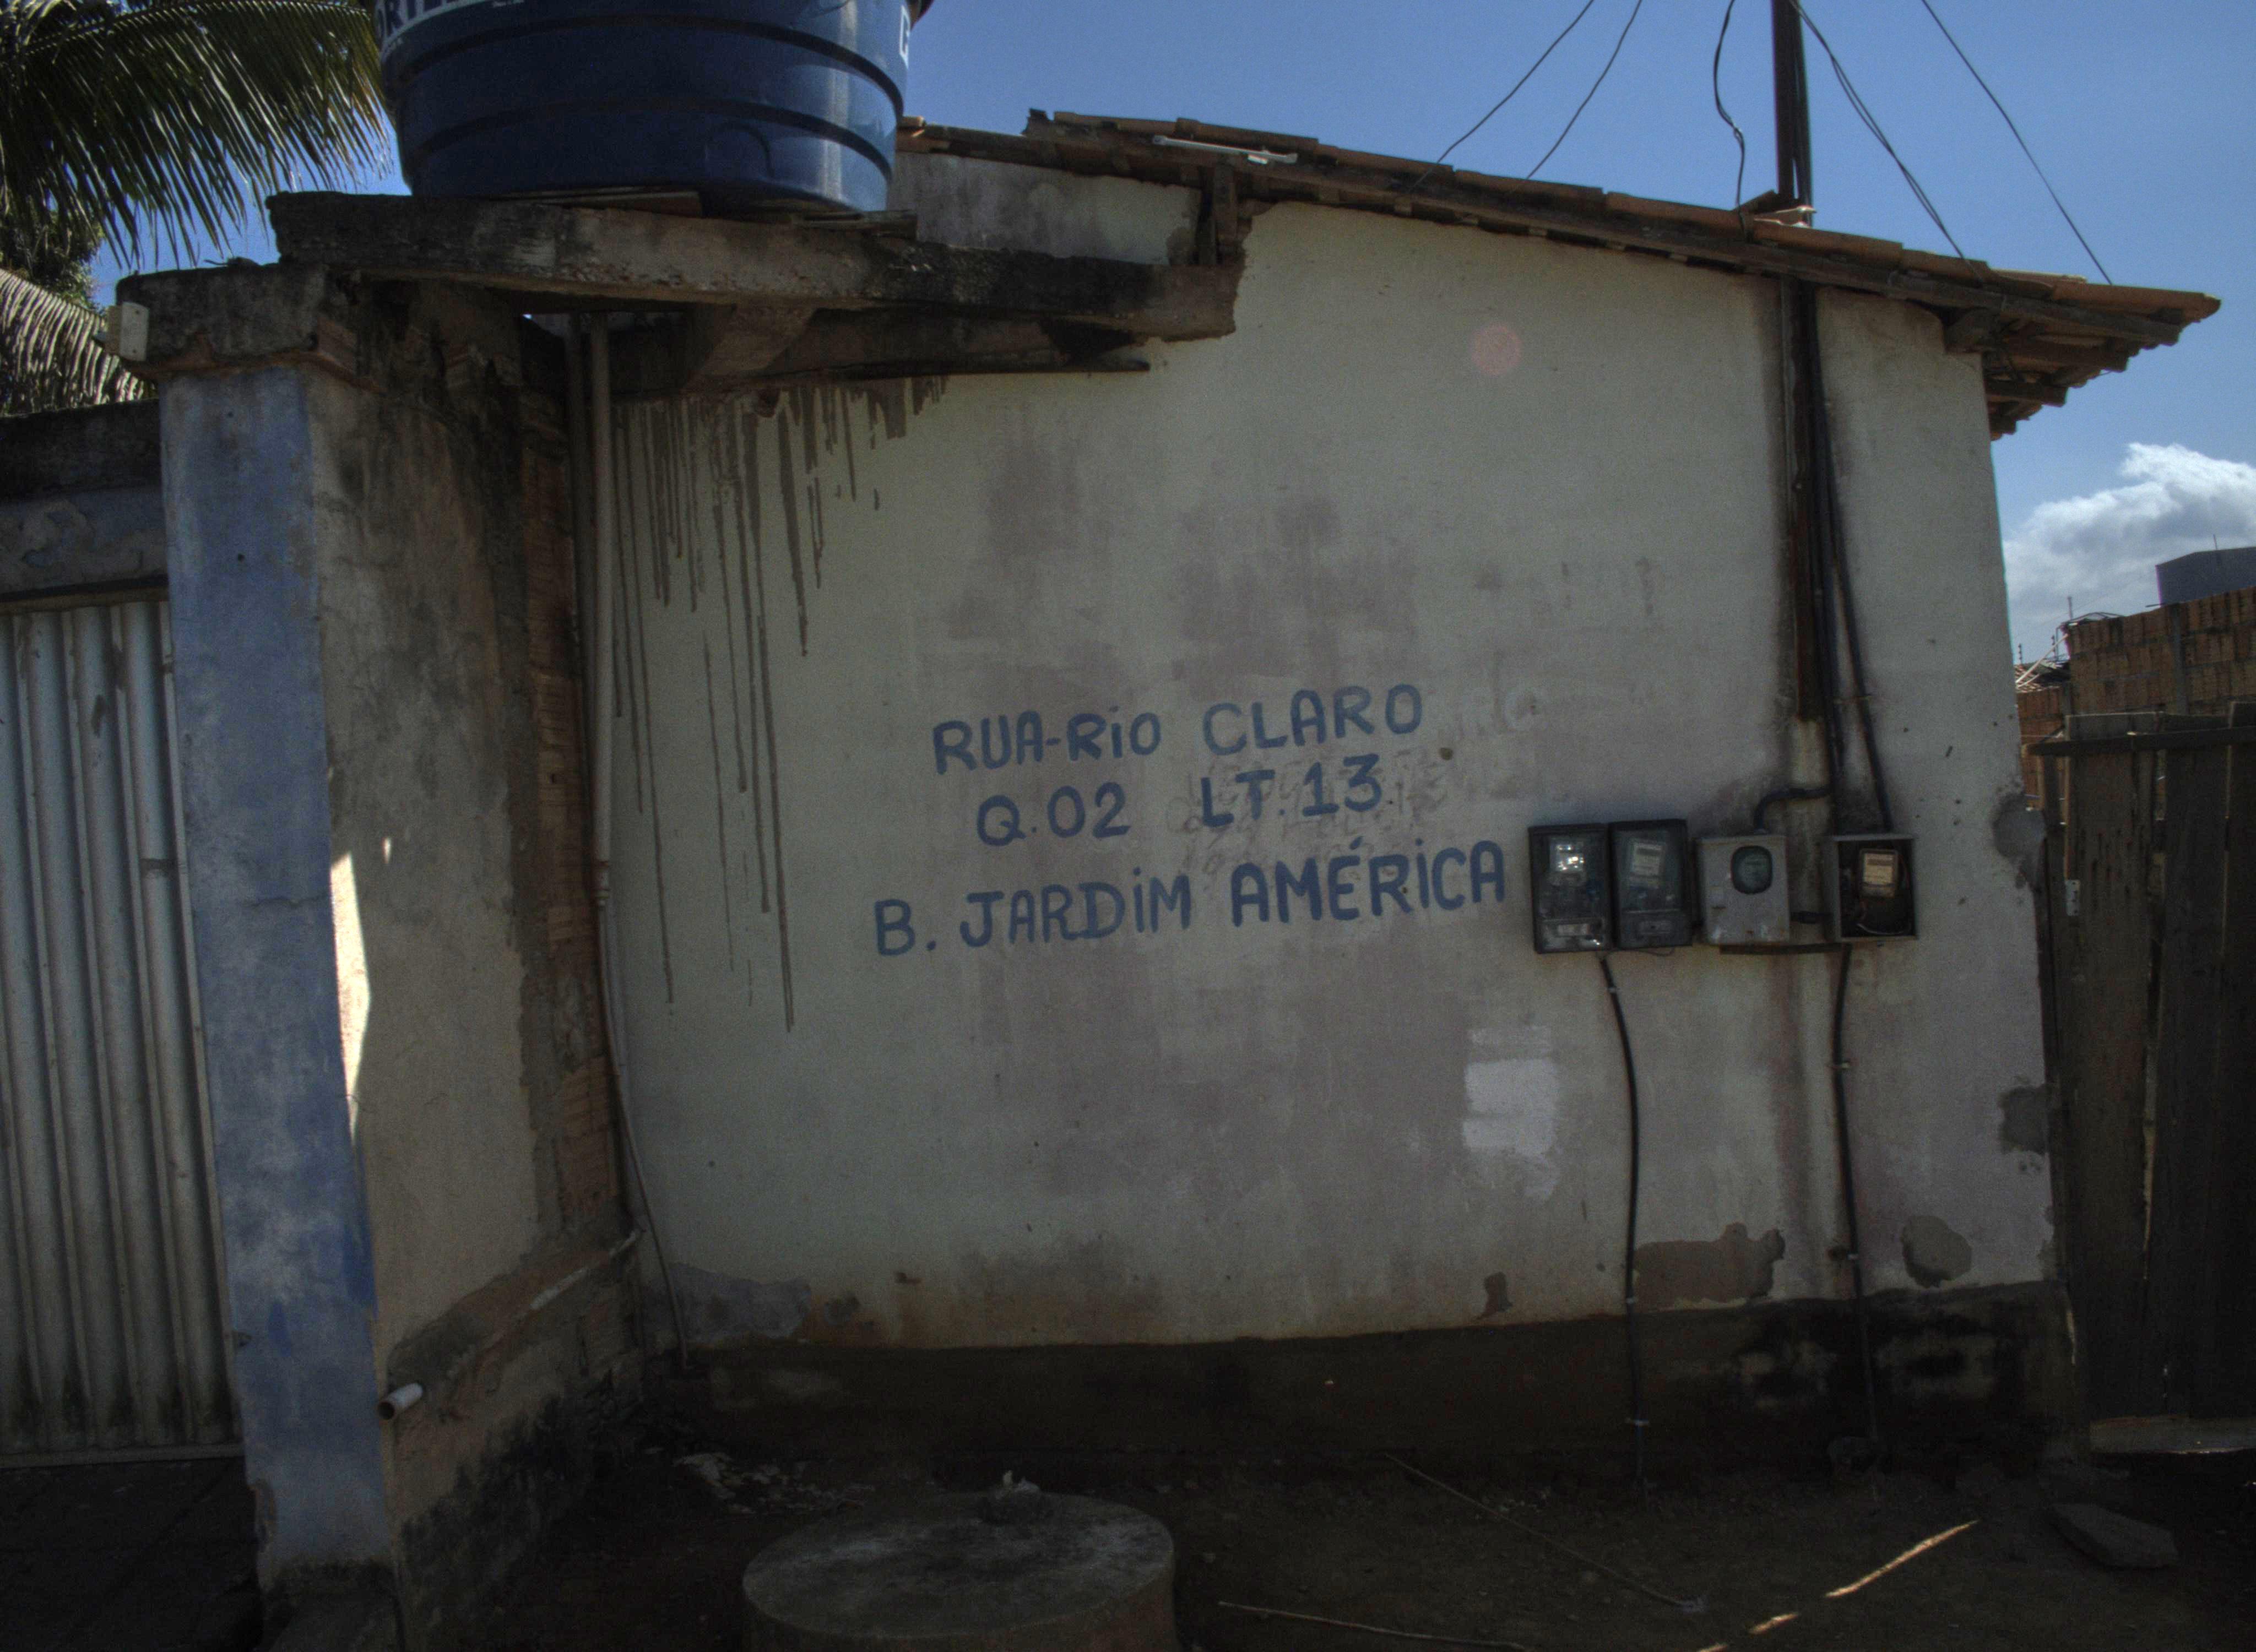 RUA-RiO CLARO
Q.02 LT.13
B. JARDiM AMÉRiCA